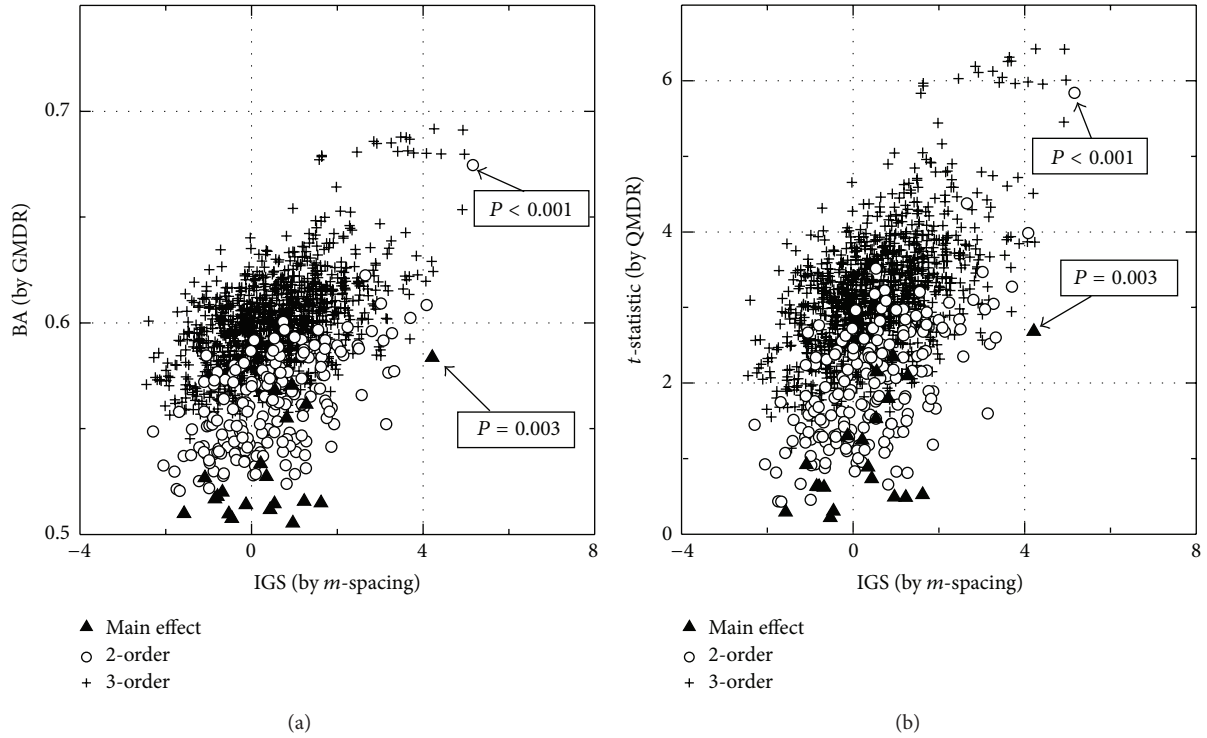 0.7
0.6
0.5
BA (by GMDR)
P < 0.001
P = 0.003
−4
0
4
8
IGS (by m-spacing)
Main effect
2-order
3-order
(a)
6
4
2
0
t-statistic (by QMDR)
P < 0.001
P = 0.003
−4
0
4
8
IGS (by m-spacing)
Main effect
2-order
3-order
(b)